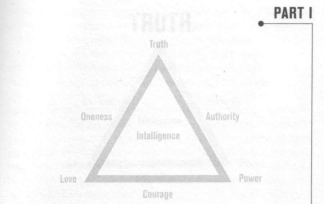 PART I
TRUTH
Truth
Oneness Authority
Intelligence
Love Power
Courage